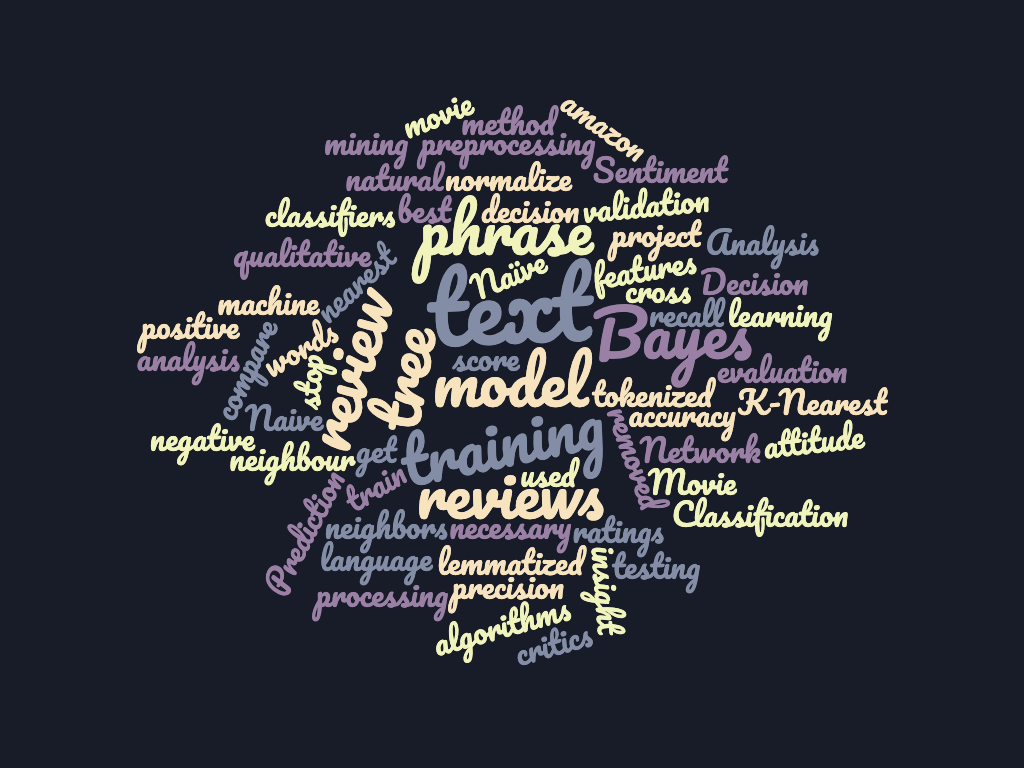 movie
method
amazon
mining
preprocessing
Sentiment
natural
normalize
classifiers
best
decision
validation
phrase
project
Analysis
qualitative
nearest
Naïve
features
cross
Decision
machine
text
Bayes
recall
learning
positive
words
review
tree
analysis
compare
stop
score
evaluation
model
tokenized
K-Nearest
Naive
accuracy
negative
neighbour
get
training
removed
Network
attitude
train
used
Movie
reviews
Classification
Prediction
neighbors
necessary
ratings
language
lemmatized
insight
testing
processing
precision
algorithms
critics